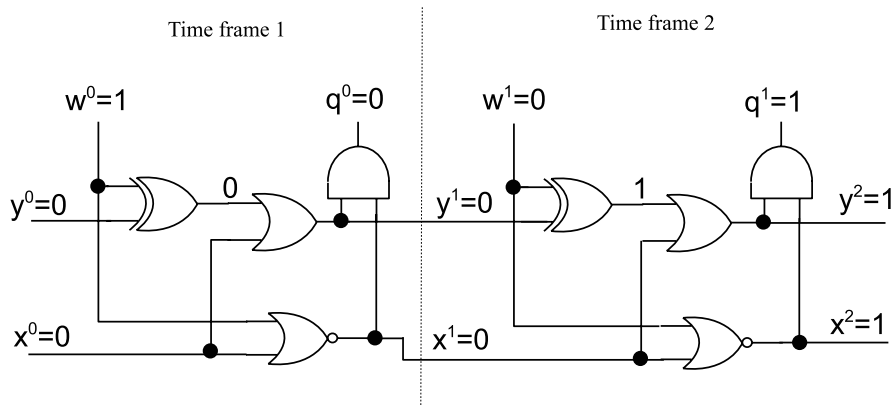 Time frame 1
Time frame 2
w⁰=1
q⁰=0
w¹=0
q¹=1
y⁰=0
0
y¹=0
1
y²=1
x⁰=0
x¹=0
x²=1